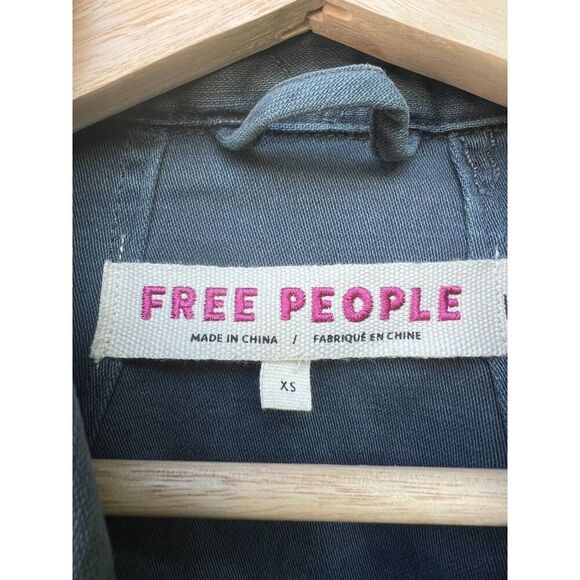 FREE PEOPLE
MADE IN CHINA / FABRIQUÉ EN CHINE
XS